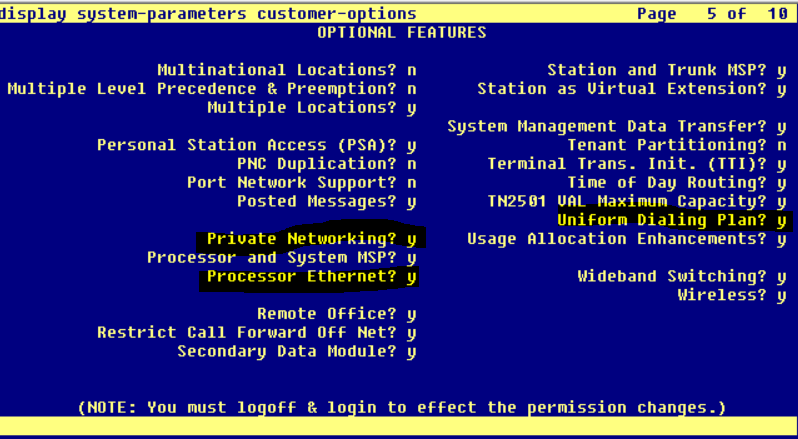 display system-parameters customer-options Page 5 of 10
OPTIONAL FEATURES
Multinational Locations? n Station and Trunk MSP? y
Multiple Level Precedence & Preemption? n Station as Virtual Extension? y
Multiple Locations? y
System Management Data Transfer? y
Personal Station Access (PSA)? y Tenant Partitioning? n
PNC Duplication? n Terminal Trans. Init. (TTI)? y
Port Network Support? n Time of Day Routing? y
Posted Messages? y TN2501 VAL Maximum Capacity? y
Uniform Dialing Plan? y
Private Networking? y Usage Allocation Enhancements? y
Processor and System MSP? y
Processor Ethernet? y Wideband Switching? y
Wireless? y
Remote Office? y
Restrict Call Forward Off Net? y
Secondary Data Module? y
(NOTE: You must logoff & login to effect the permission changes.)